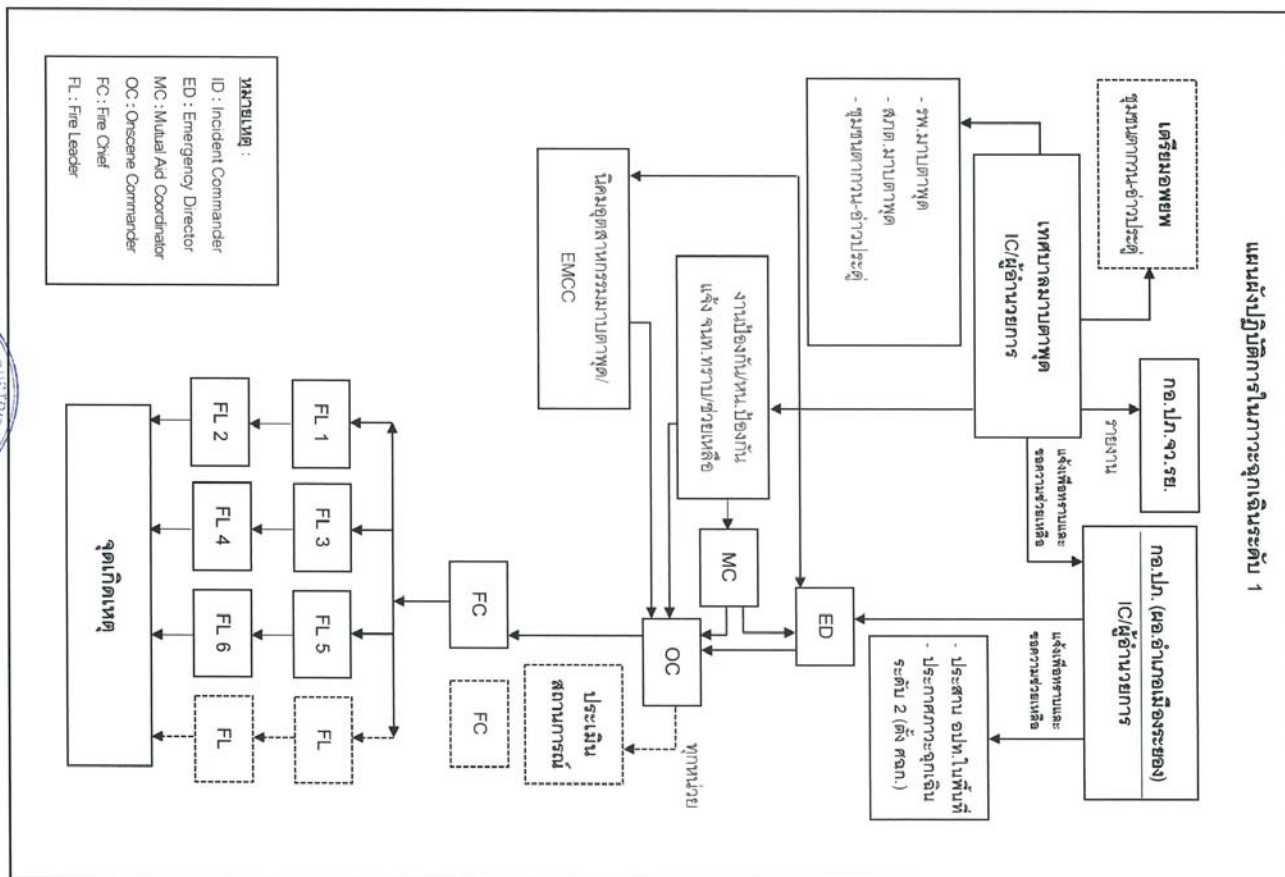 แผนผังปฏิบัติการในภาวะฉุกเฉินระดับ 1
เตรียมอพยพ
ชุมชนตากวน-อ่าวประดู่
กอ.ปภ.จว.รย.
รายงาน
เทศบาลมาบตาพุด
IC/ผู้อำนวยการ
แจ้งเพื่อทราบและ
ขอความช่วยเหลือ
กอ.ปภ. (ผอ.อำเภอเมืองระยอง)
IC/ผู้อำนวยการ
แจ้งเพื่อทราบและ
ขอความช่วยเหลือ
- รพ.มาบตาพุด
- สภต.มาบตาพุด
- ชุมชนตากวน-อ่าวประดู่
- ประสาน อปท.ในพื้นที่
- ประกาศภาวะฉุกเฉิน
ระดับ 2 (ตั้ง ศฉก.)
งานป้องกัน/หน.ป้องกัน
แจ้ง จนท.ทราบ/ช่วยเหลือ
MC
ED
นิคมอุตสาหกรรมมาบตาพุด/
EMCC
OC
ทุกหน่วย
ประเมิน
สถานการณ์
FC
FC
FL 1
FL 3
FL 5
FL
FL 2
FL 4
FL 6
FL
จุดเกิดเหตุ
หมายเหตุ :
ID : Incident Commander
ED : Emergency Director
MC : Mutual Aid Coordinator
OC : Onscene Commander
FC : Fire Chief
FL : Fire Leader